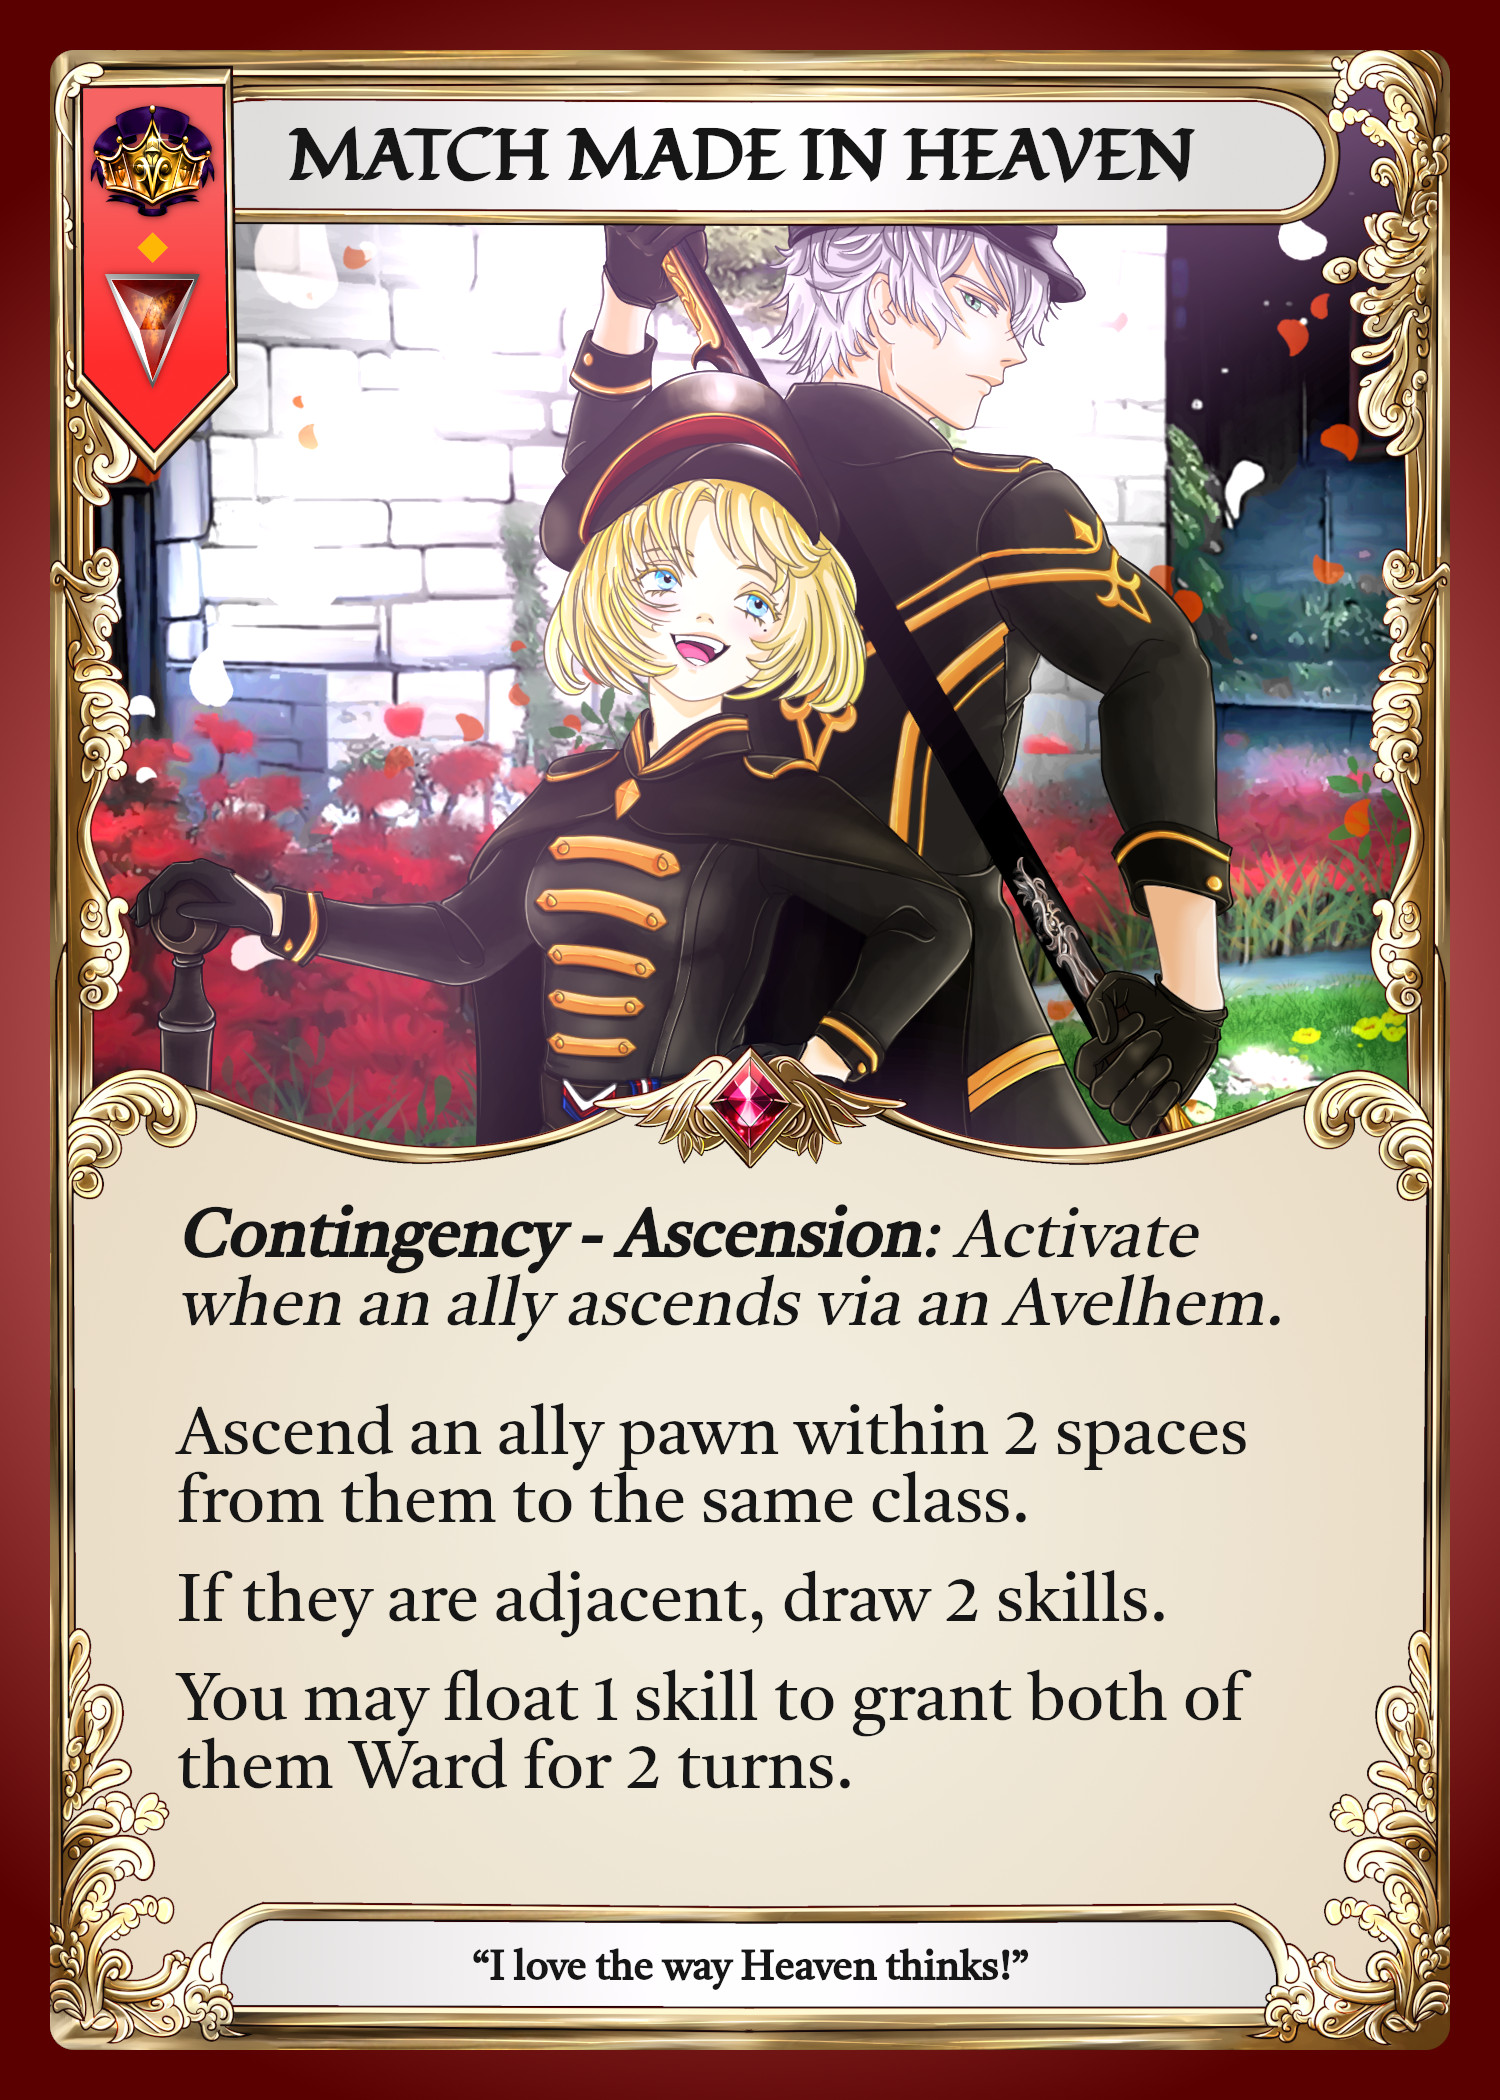 MATCH MADE IN HEAVEN
Contingency - Ascension: Activate
when an ally ascends via an Avelhem.
Ascend an ally pawn within 2 spaces
from them to the same class.
If they are adjacent, draw 2 skills.
You may float 1 skill to grant both of
them Ward for 2 turns.
“I love the way Heaven thinks!”